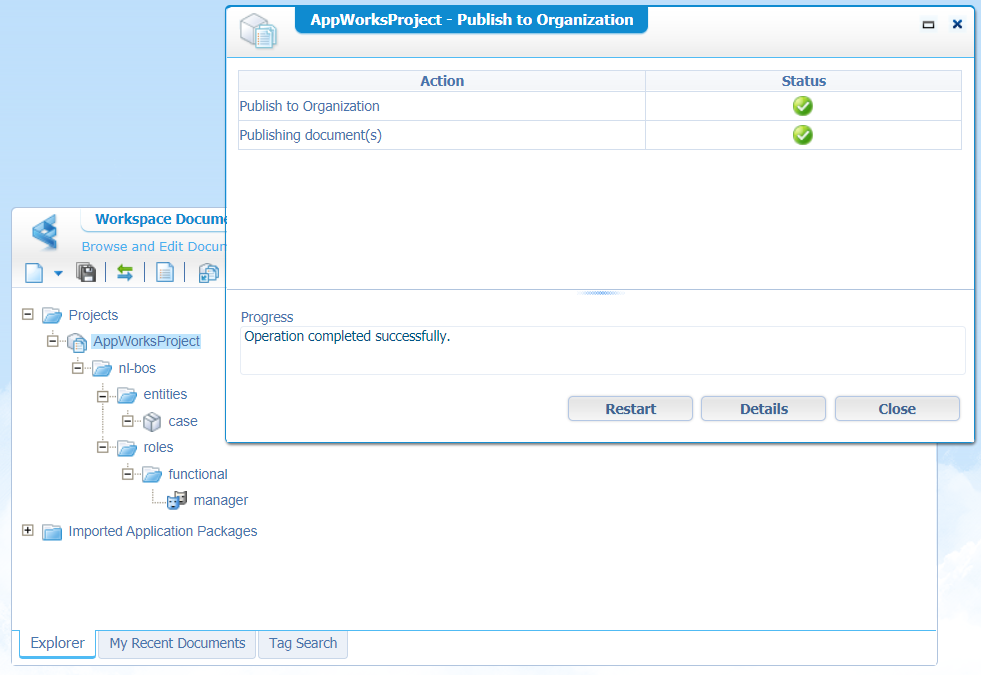 AppWorksProject - Publish to Organization
Action Status
Publish to Organization
Publishing document(s)
Workspace Docume
Browse and Edit Docun
Projects
AppWorksProject
nl-bos
entities
case
roles
functional
manager
Imported Application Packages
Progress
Operation completed successfully.
Restart Details Close
Explorer My Recent Documents Tag Search